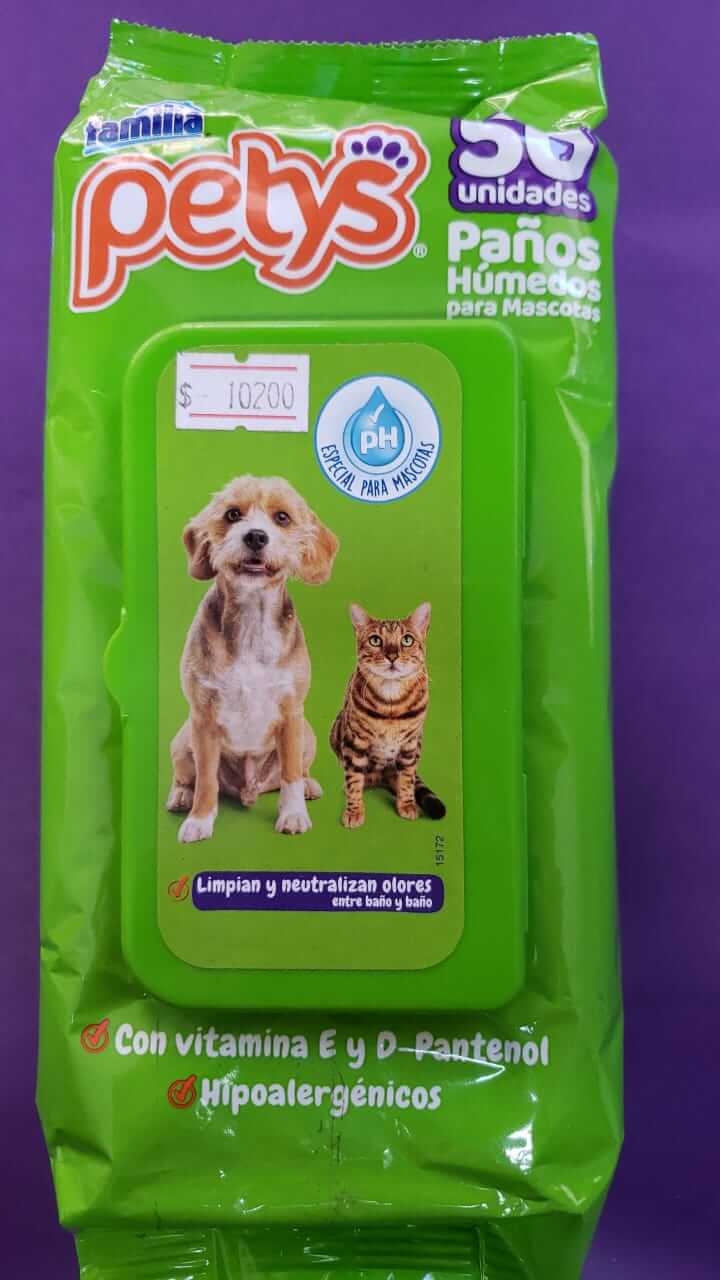 familia
petys®
50
unidades
Paños
Húmedos
para Mascotas
$ - 10200
pH
ESPECIAL PARA MASCOTAS
15172
Limpian y neutralizan olores
entre baño y baño
Con vitamina E y D-Pantenol
Hipoalergénicos